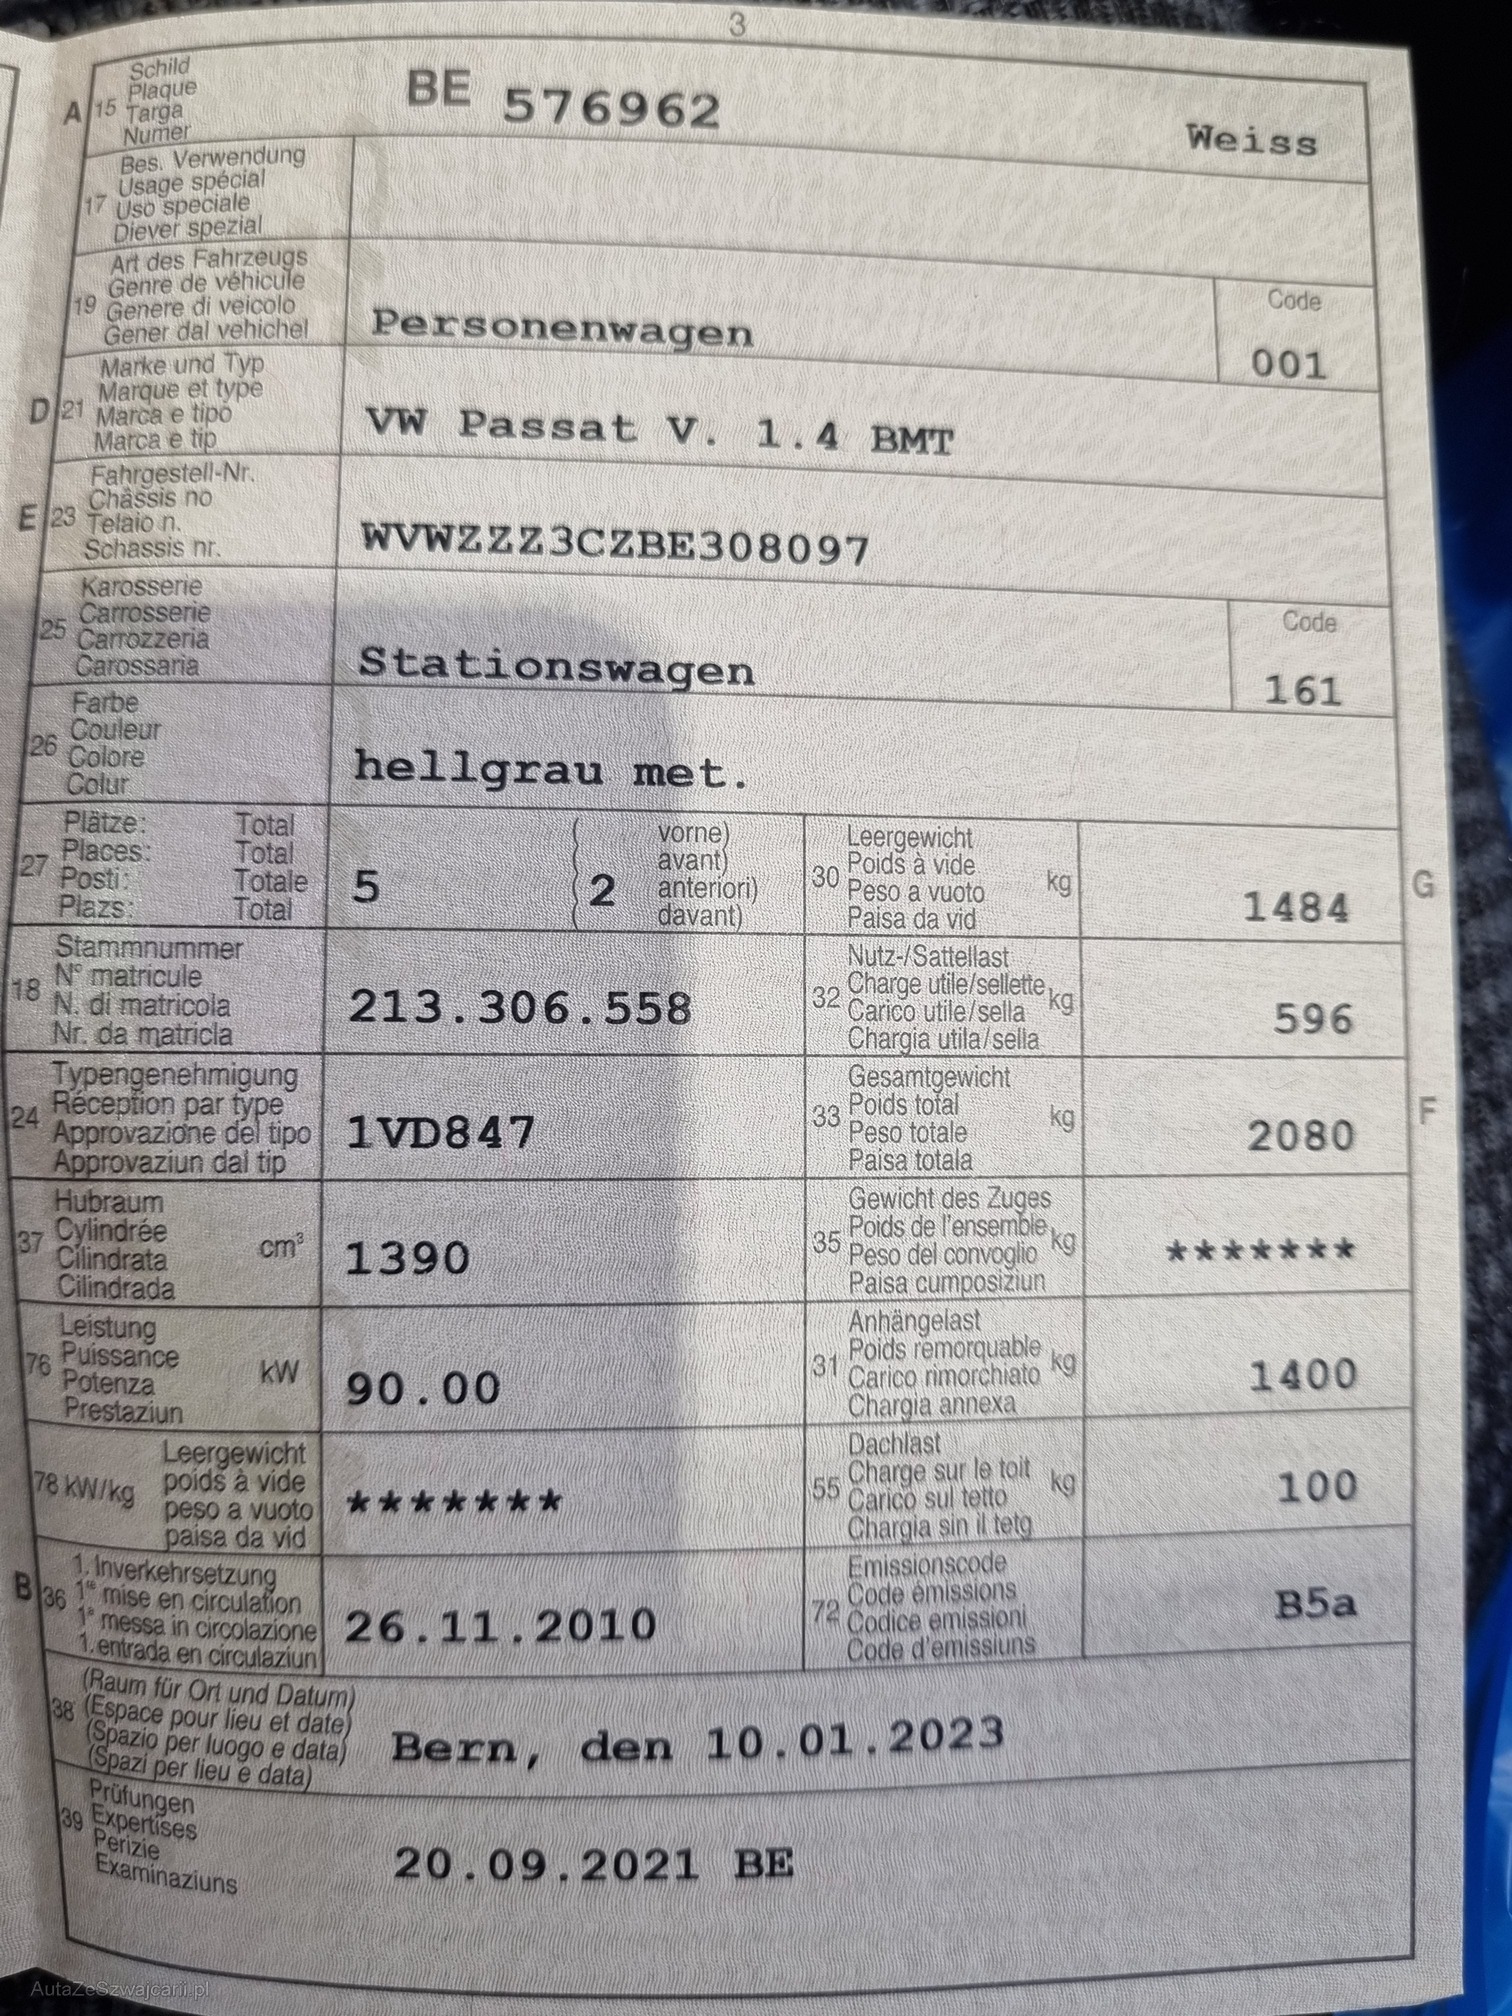 3
A 15 Schild
Plaque
Targa
Numer
BE 576962 Weiss
17 Bes. Verwendung
Usage spécial
Uso speciale
Diever spezial
19 Art des Fahrzeugs
Genre de véhicule
Genere di veicolo
Gener dal vehichel
Personenwagen
Code
001
D 21 Marke und Typ
Marque et type
Marca e tipo
Marca e tip
VW Passat V. 1.4 BMT
E 23 Fahrgestell-Nr.
Châssis no
Telaio n.
Schassis nr.
WVWZZZ3CZBE308097
25 Karosserie
Carrosserie
Carrozzeria
Carossaria
Stationswagen
Code
161
26 Farbe
Couleur
Colore
Colur
hellgrau met.
27 Plätze: Total
Places: Total
Posti: Totale
Plazs: Total
5 ( 2 vorne)
avant)
anteriori)
davant)
30 Leergewicht
Poids à vide
Peso a vuoto
Paisa da vid
kg
1484
G
18 Stammnummer
N° matricule
N. di matricola
Nr. da matricla
213.306.558
32 Nutz-/Sattellast
Charge utile/sellette
Carico utile/sella
Chargia utila/sella
kg
596
24 Typengenehmigung
Réception par type
Approvazione del tipo
Approvaziun dal tip
1VD847
33 Gesamtgewicht
Poids total
Peso totale
Paisa totala
kg
2080
F
37 Hubraum
Cylindrée
Cilindrata
Cilindrada
cm³
1390
35 Gewicht des Zuges
Poids de l'ensemble
Peso del convoglio
Paisa cumposiziun
kg
*******
76 Leistung
Puissance
Potenza
Prestaziun
kW
90.00
31 Anhängelast
Poids remorquable
Carico rimorchiato
Chargia annexa
kg
1400
78 kW/kg Leergewicht
poids à vide
peso a vuoto
paisa da vid
*******
55 Dachlast
Charge sur le toit
Carico sul tetto
Chargia sin il tetg
kg
100
B 36 1. Inverkehrsetzung
1re mise en circulation
1a messa in circolazione
1. entrada en circulaziun
26.11.2010
72 Emissionscode
Code émissions
Codice emissioni
Code d'emissiuns
B5a
38 (Raum für Ort und Datum)
(Espace pour lieu et date)
(Spazio per luogo e data)
(Spazi per lieu e data)
Bern, den 10.01.2023
39 Prüfungen
Expertises
Perizie
Examinaziuns
20.09.2021 BE
AutaZeSzwajcarii.pl